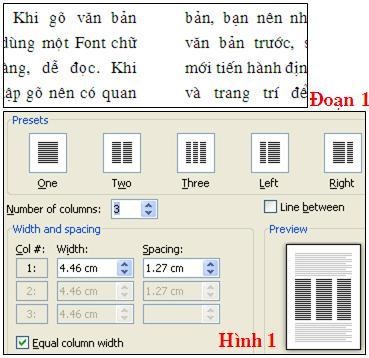 Khi gõ văn bản
dùng một Font chữ
àng, dễ đọc. Khi
ập gõ nên có quan
bản, bạn nên nh
văn bản trước, s
mới tiến hành địn
và trang trí để
Đoạn 1
Presets
One Two Three Left Right
Number of columns: 3 Line between
Width and spacing Preview
Col #: Width: Spacing:
1: 4.46 cm 1.27 cm
2: 4.46 cm 1.27 cm
3: 4.46 cm
Equal column width
Hình 1